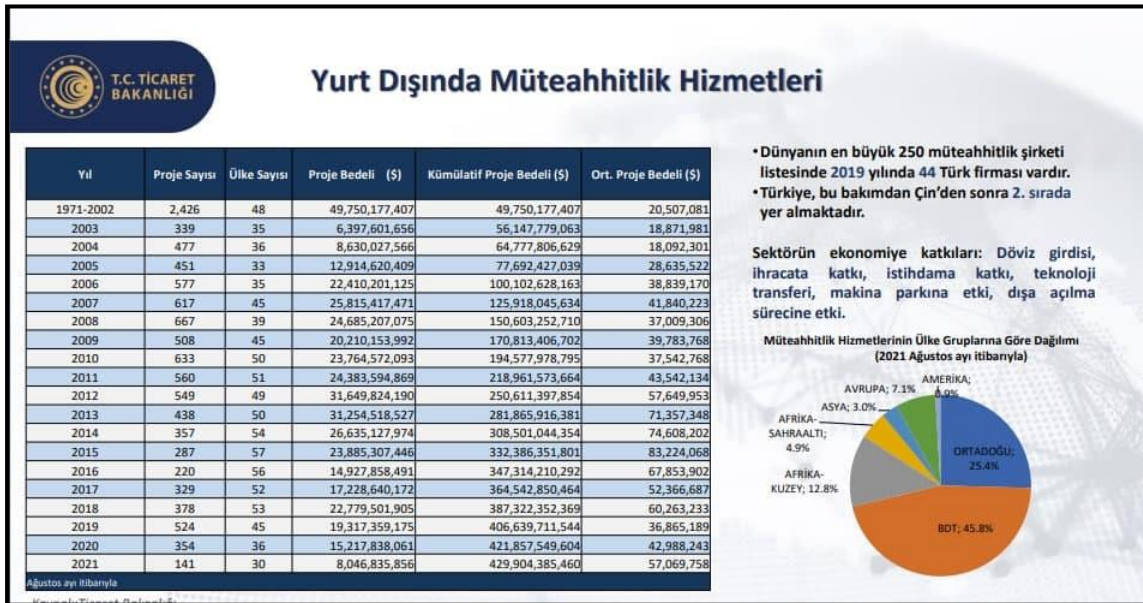 T.C. TİCARET
BAKANLIĞI
Yurt Dışında Müteahhitlik Hizmetleri
Yıl Proje Sayısı Ülke Sayısı Proje Bedeli ($) Kümülatif Proje Bedeli ($) Ort. Proje Bedeli ($)
1971-2002 2,426 48 49,750,177,407 49,750,177,407 20,507,081
2003 339 35 6,397,601,656 56,147,779,063 18,871,981
2004 477 36 8,630,027,566 64,777,806,629 18,092,301
2005 451 33 12,914,620,409 77,692,427,039 28,635,522
2006 577 35 22,410,201,125 100,102,628,163 38,839,170
2007 617 45 25,815,417,471 125,918,045,634 41,840,223
2008 667 39 24,685,207,075 150,603,252,710 37,009,306
2009 508 45 20,210,153,992 170,813,406,702 39,783,768
2010 633 50 23,764,572,093 194,577,978,795 37,542,768
2011 560 51 24,383,594,869 218,961,573,664 43,542,134
2012 549 49 31,649,824,190 250,611,397,854 57,649,953
2013 438 50 31,254,518,527 281,865,916,381 71,357,348
2014 357 54 26,635,127,974 308,501,044,354 74,608,202
2015 287 57 23,885,307,446 332,386,351,801 83,224,068
2016 220 56 14,927,858,491 347,314,210,292 67,853,902
2017 329 52 17,228,640,172 364,542,850,464 52,366,687
2018 378 53 22,779,501,905 387,322,352,369 60,263,233
2019 524 45 19,317,359,175 406,639,711,544 36,865,189
2020 354 36 15,217,838,061 421,857,549,604 42,988,243
2021 141 30 8,046,835,856 429,904,385,460 57,069,758
Ağustos ayı itibarıyla
•Dünyanın en büyük 250 müteahhitlik şirketi
listesinde 2019 yılında 44 Türk firması vardır.
•Türkiye, bu bakımdan Çin'den sonra 2. sırada
yer almaktadır.
Sektörün ekonomiye katkıları: Döviz girdisi,
ihracata katkı, istihdama katkı, teknoloji
transferi, makina parkına etki, dışa açılma
sürecine etki.
Müteahhitlik Hizmetlerinin Ülke Gruplarına Göre Dağılımı
(2021 Ağustos ayı itibarıyla)
AMERİKA;
0.9%
AVRUPA; 7.1%
ASYA; 3.0%
AFRİKA-
SAHRAALTI;
4.9%
AFRİKA-
KUZEY; 12.8%
ORTADOĞU;
25.4%
BDT; 45.8%